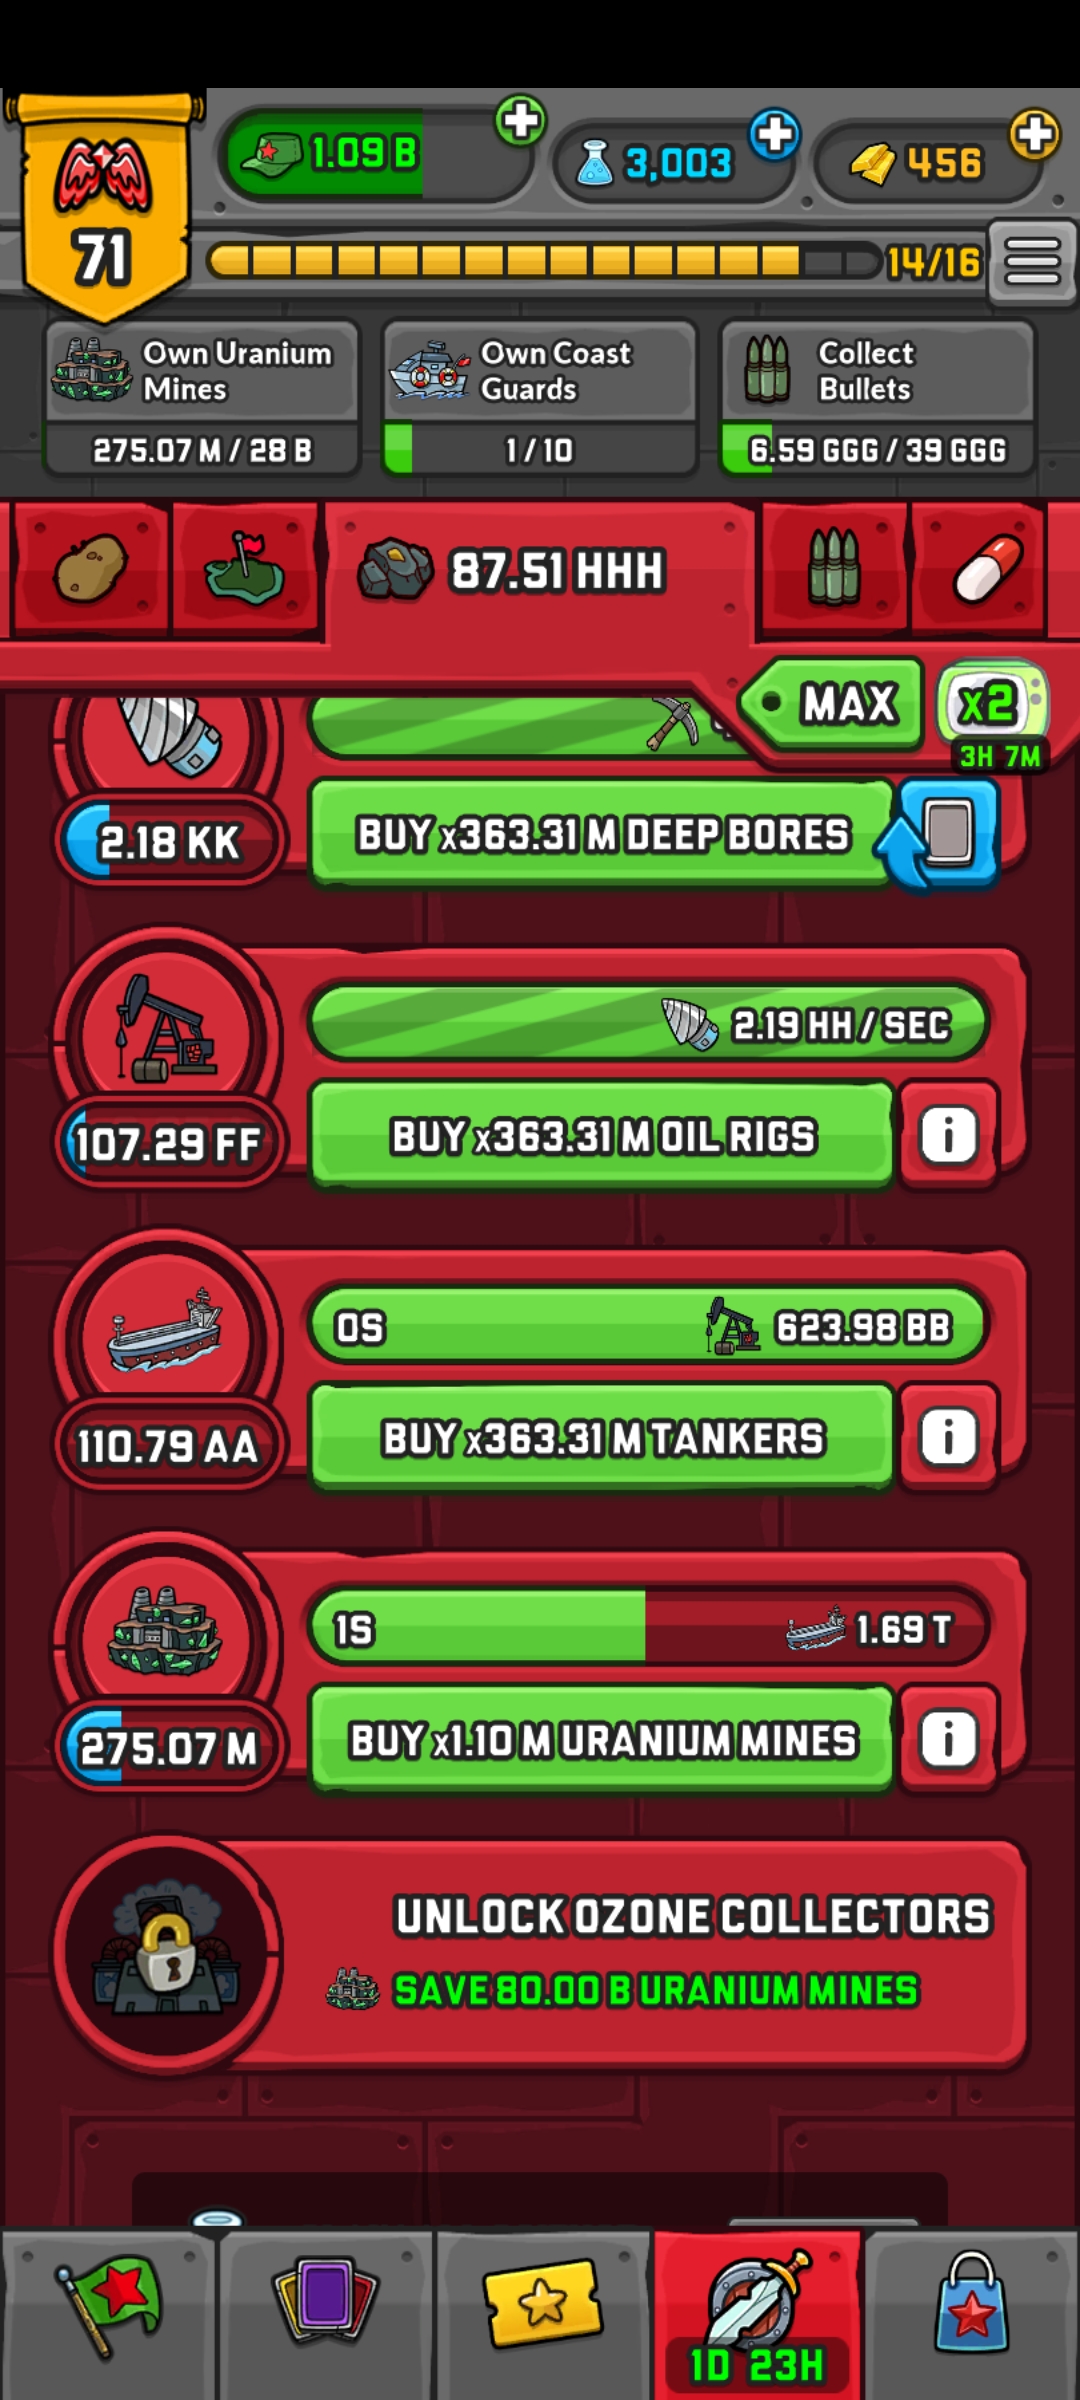 1.09 B
3,003
456
71
14/16
Own Uranium
Mines
275.07 M / 28 B
Own Coast
Guards
1 / 10
Collect
Bullets
6.59 GGG / 39 GGG
87.51 HHH
MAX
x2
3H 7M
2.18 KK
BUY x363.31 M DEEP BORES
2.19 HH / SEC
107.29 FF
BUY x363.31 M OIL RIGS
i
0S
623.98 BB
110.79 AA
BUY x363.31 M TANKERS
i
1S
1.69 T
275.07 M
BUY x1.10 M URANIUM MINES
i
UNLOCK OZONE COLLECTORS
SAVE 80.00 B URANIUM MINES
1D 23H